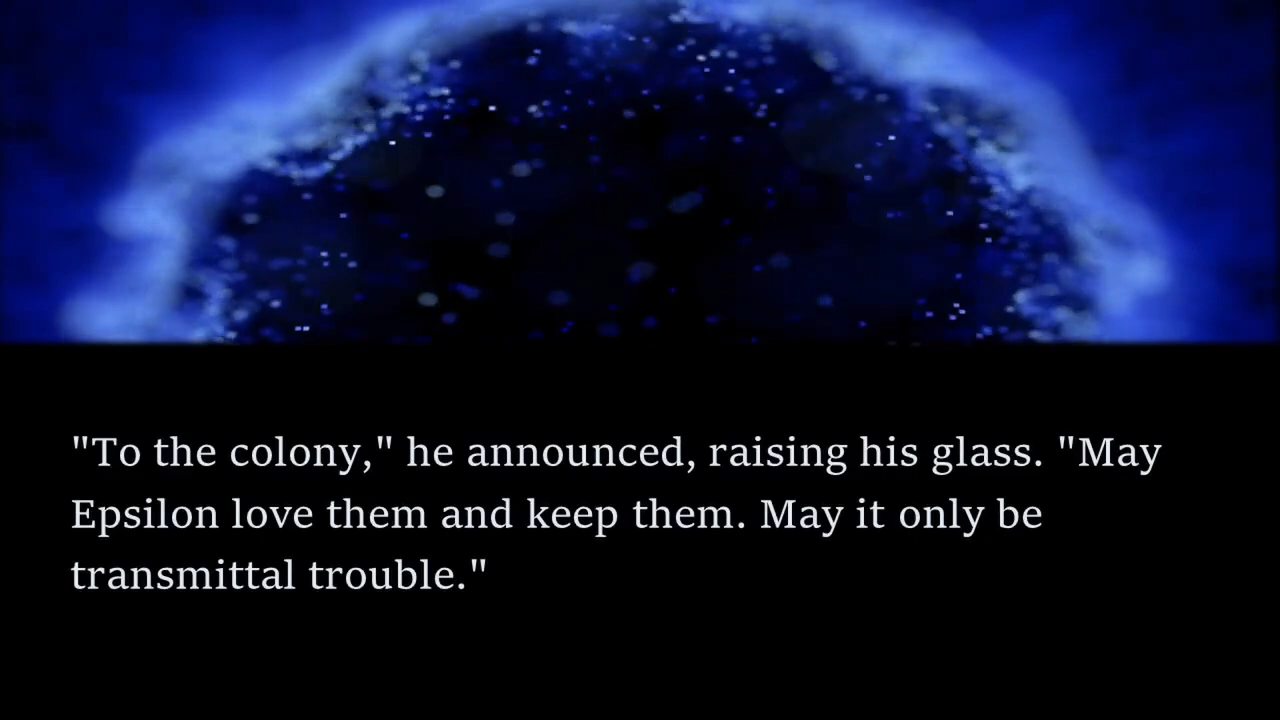 "To the colony," he announced, raising his glass. "May
Epsilon love them and keep them. May it only be
transmittal trouble."